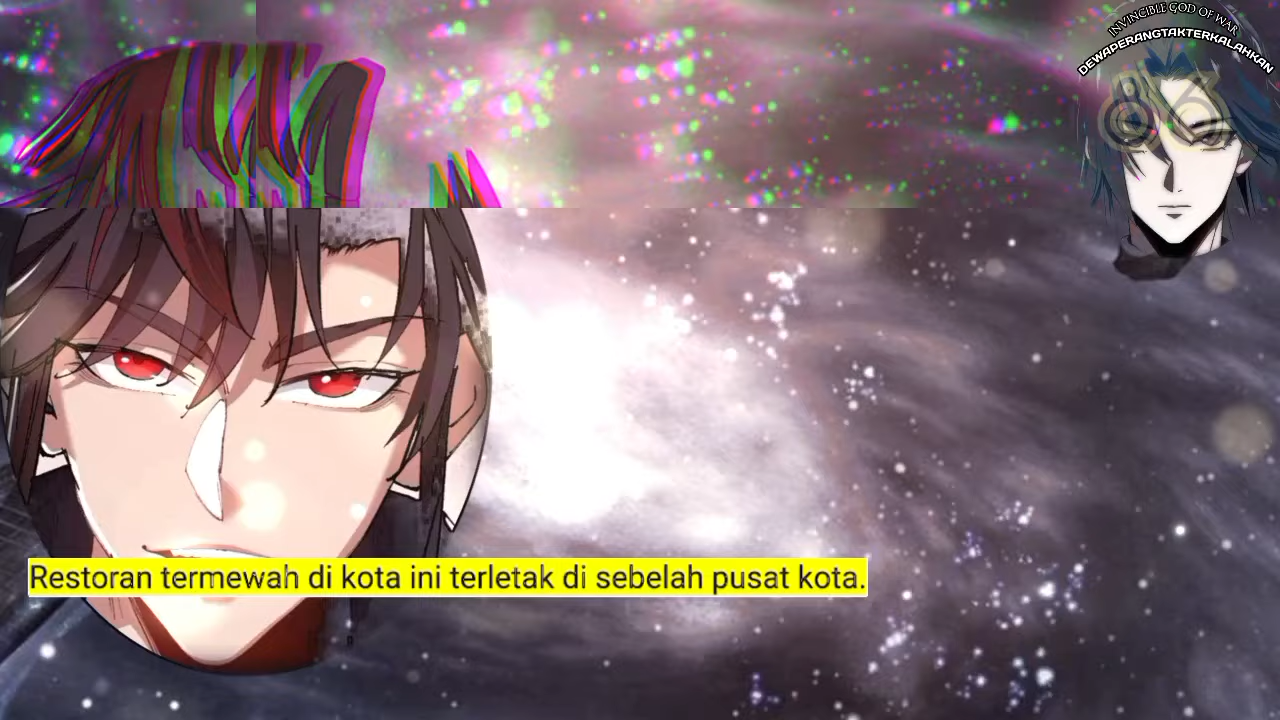 INVINCIBLE GOD OF WAR
DEWAPERANGTAKTERKALAHKAN
Restoran termewah di kota ini terletak di sebelah pusat kota.